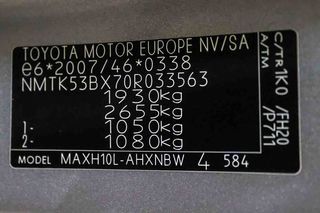 TOYOTA MOTOR EUROPE NV/SA
e6*2007/46*0338
NMTK53BX70R033563
1930kg
2655kg
1- 1050kg
2- 1080kg
MODEL MAXH10L-AHXNBW 4 584
C/TR 1K0 /FH20
A/TM /P711